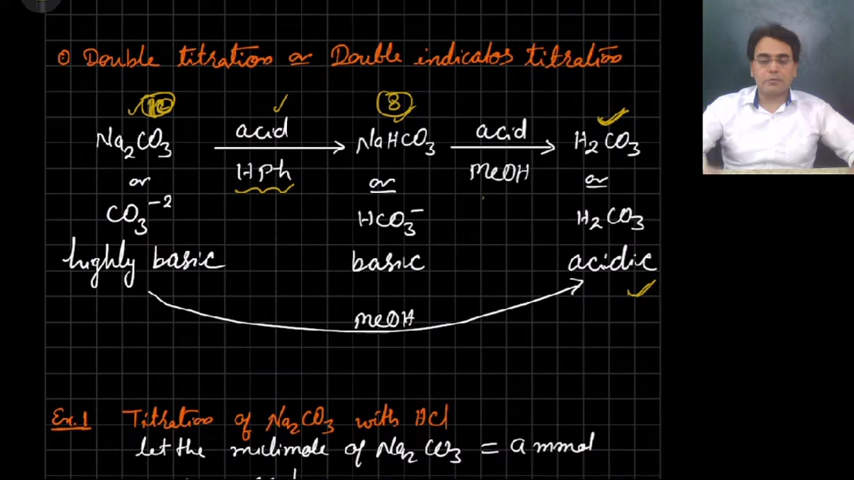 ⊙ Double titration or Double indicator titration
10 8
Na2CO3 acid NaHCO3 acid H2CO3
HPh MeOH
or or or
CO3^-2 HCO3^- H2CO3
highly basic basic acidic
MeOH
Ex.1 Titration of Na2CO3 with HCl
let the milimole of Na2CO3 = a mmol